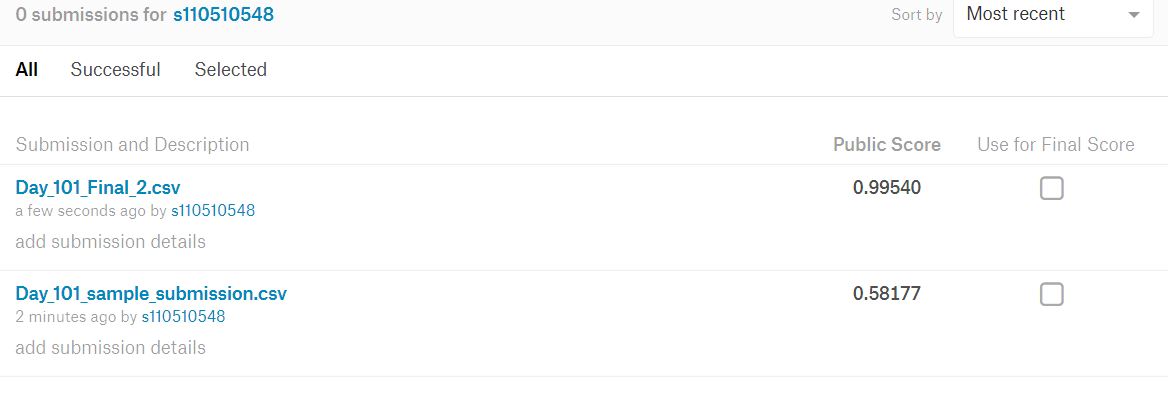 0 submissions for s110510548 Sort by Most recent
All Successful Selected
Submission and Description Public Score Use for Final Score
Day_101_Final_2.csv 0.99540
a few seconds ago by s110510548
add submission details
Day_101_sample_submission.csv 0.58177
2 minutes ago by s110510548
add submission details